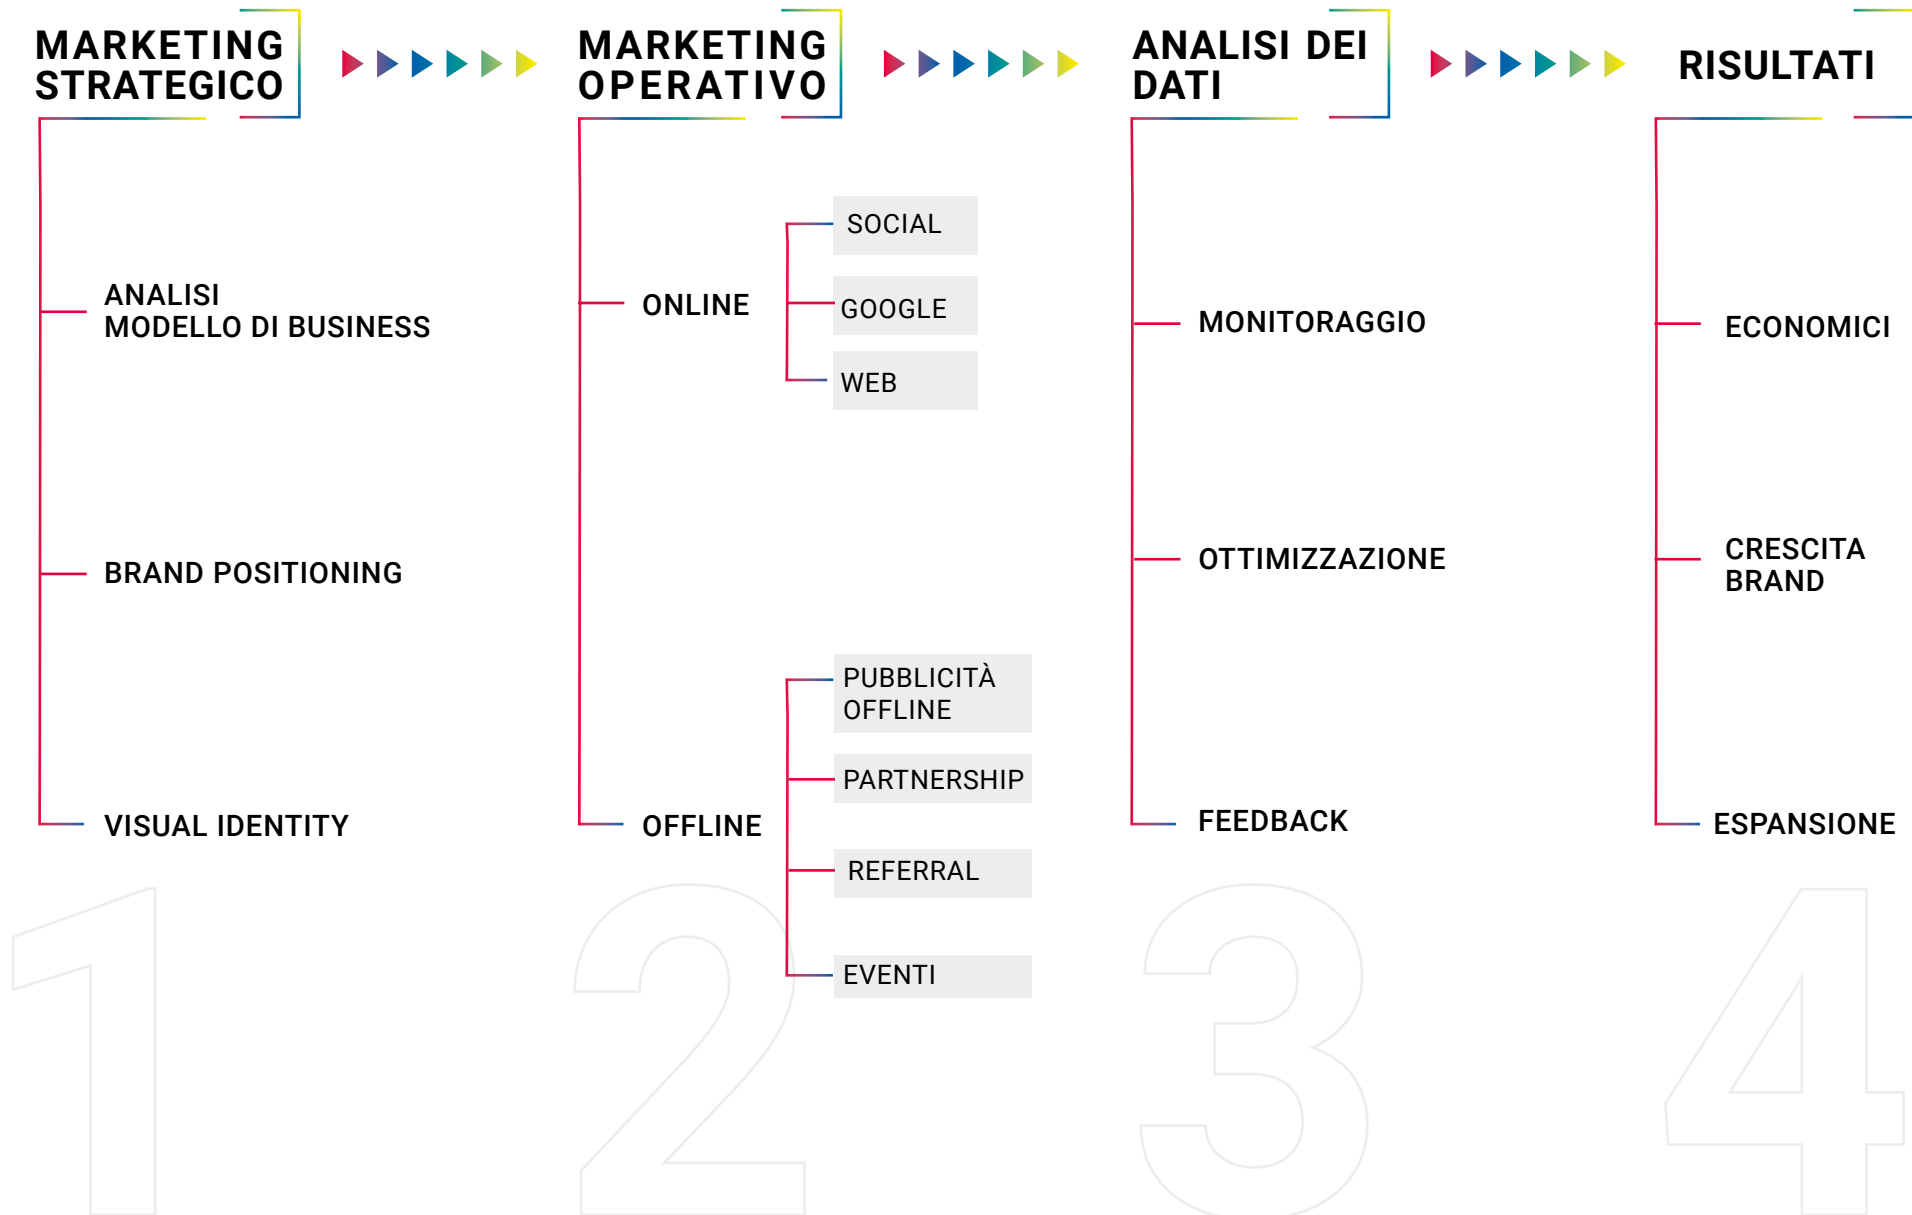 MARKETING
STRATEGICO
ANALISI
MODELLO DI BUSINESS
BRAND POSITIONING
VISUAL IDENTITY
1
MARKETING
OPERATIVO
ONLINE
SOCIAL
GOOGLE
WEB
OFFLINE
PUBBLICITÀ
OFFLINE
PARTNERSHIP
REFERRAL
EVENTI
2
ANALISI DEI
DATI
MONITORAGGIO
OTTIMIZZAZIONE
FEEDBACK
3
RISULTATI
ECONOMICI
CRESCITA
BRAND
ESPANSIONE
4